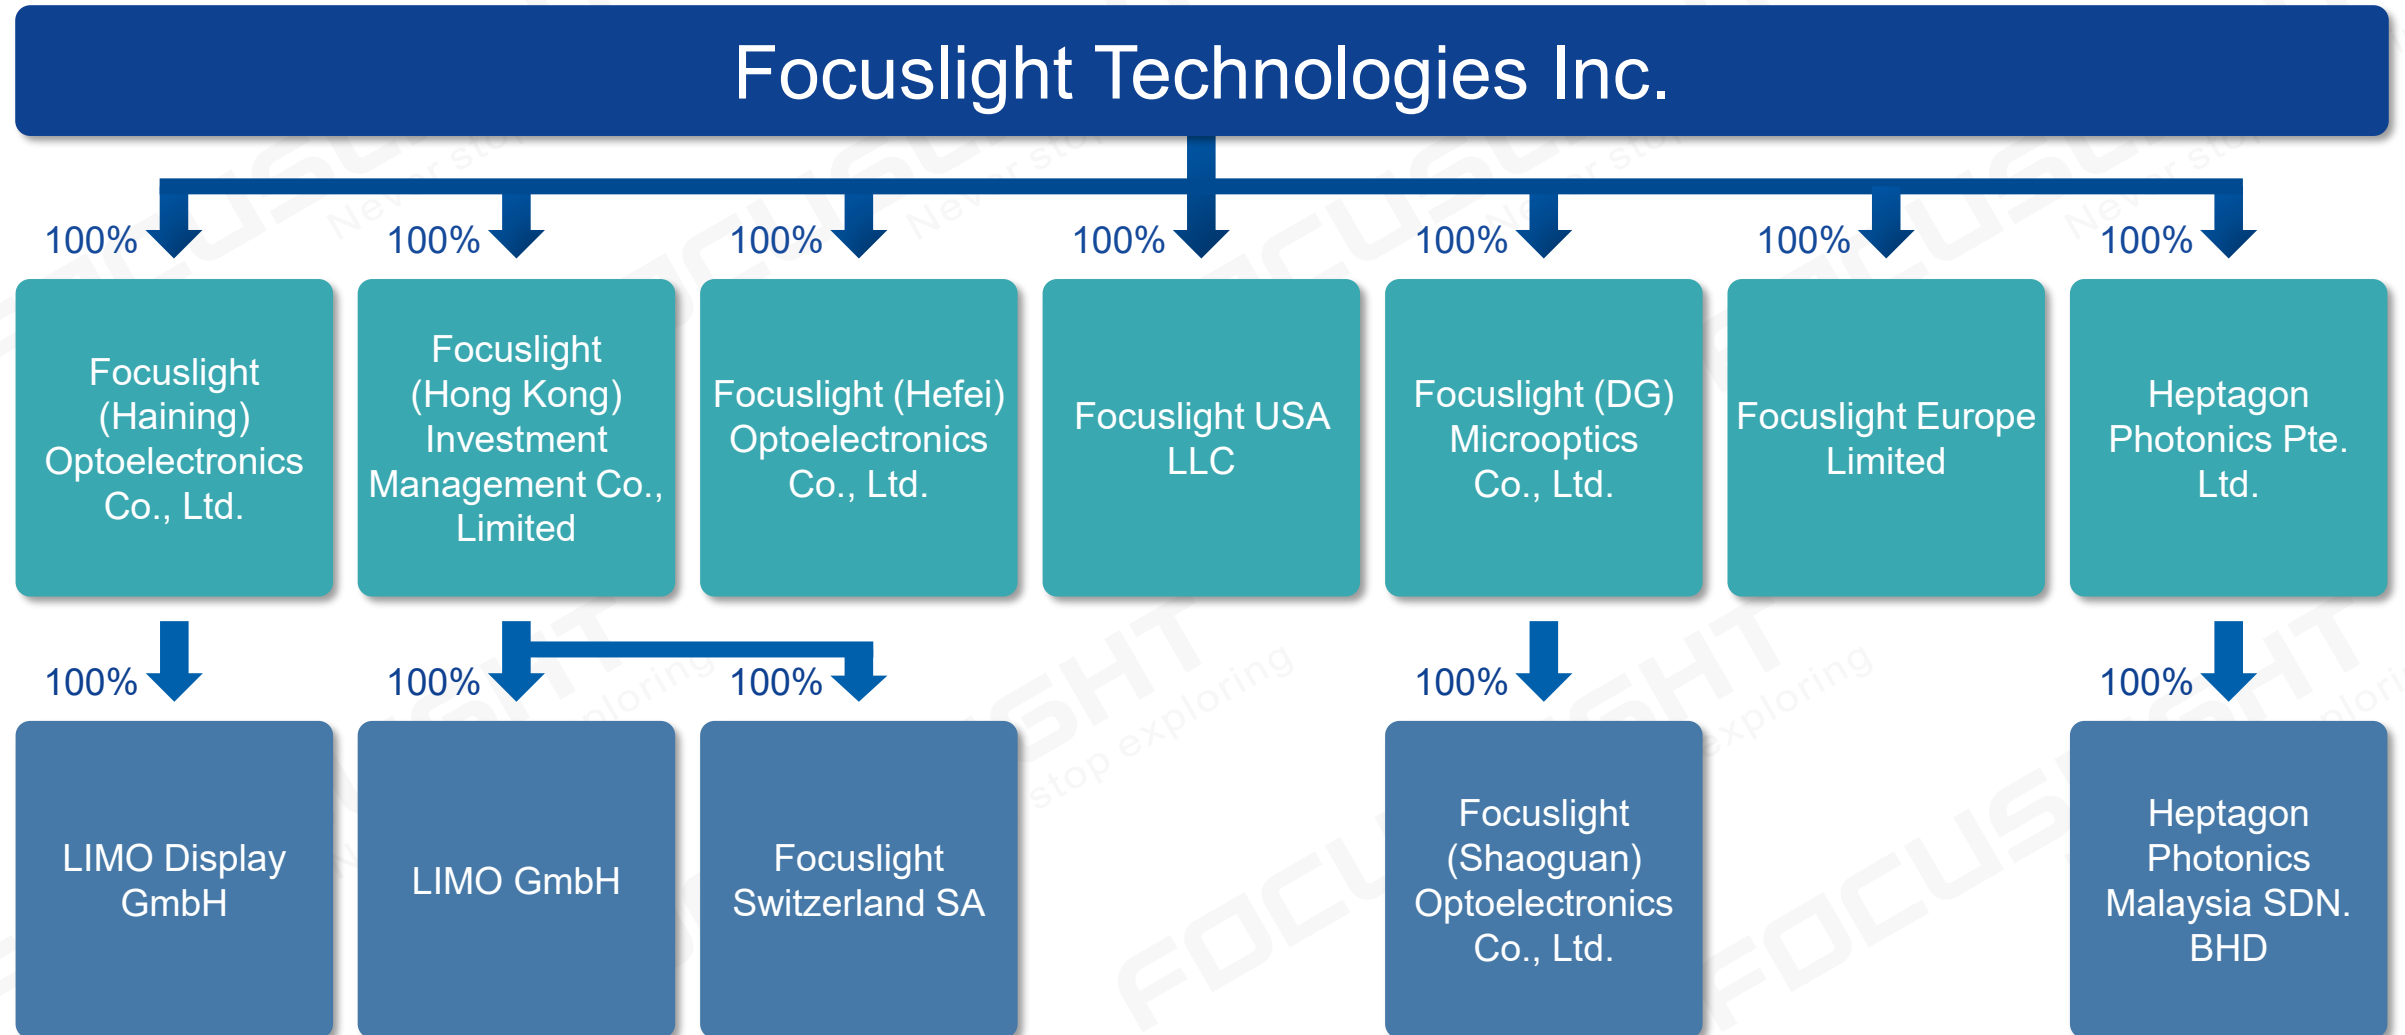 Focuslight Technologies Inc.
100%
100%
100%
100%
100%
100%
100%
Focuslight
(Haining)
Optoelectronics
Co., Ltd.
Focuslight
(Hong Kong)
Investment
Management Co.,
Limited
Focuslight (Hefei)
Optoelectronics
Co., Ltd.
Focuslight USA
LLC
Focuslight (DG)
Microoptics
Co., Ltd.
Focuslight Europe
Limited
Heptagon
Photonics Pte.
Ltd.
100%
100%
100%
100%
100%
LIMO Display
GmbH
LIMO GmbH
Focuslight
Switzerland SA
Focuslight
(Shaoguan)
Optoelectronics
Co., Ltd.
Heptagon
Photonics
Malaysia SDN.
BHD